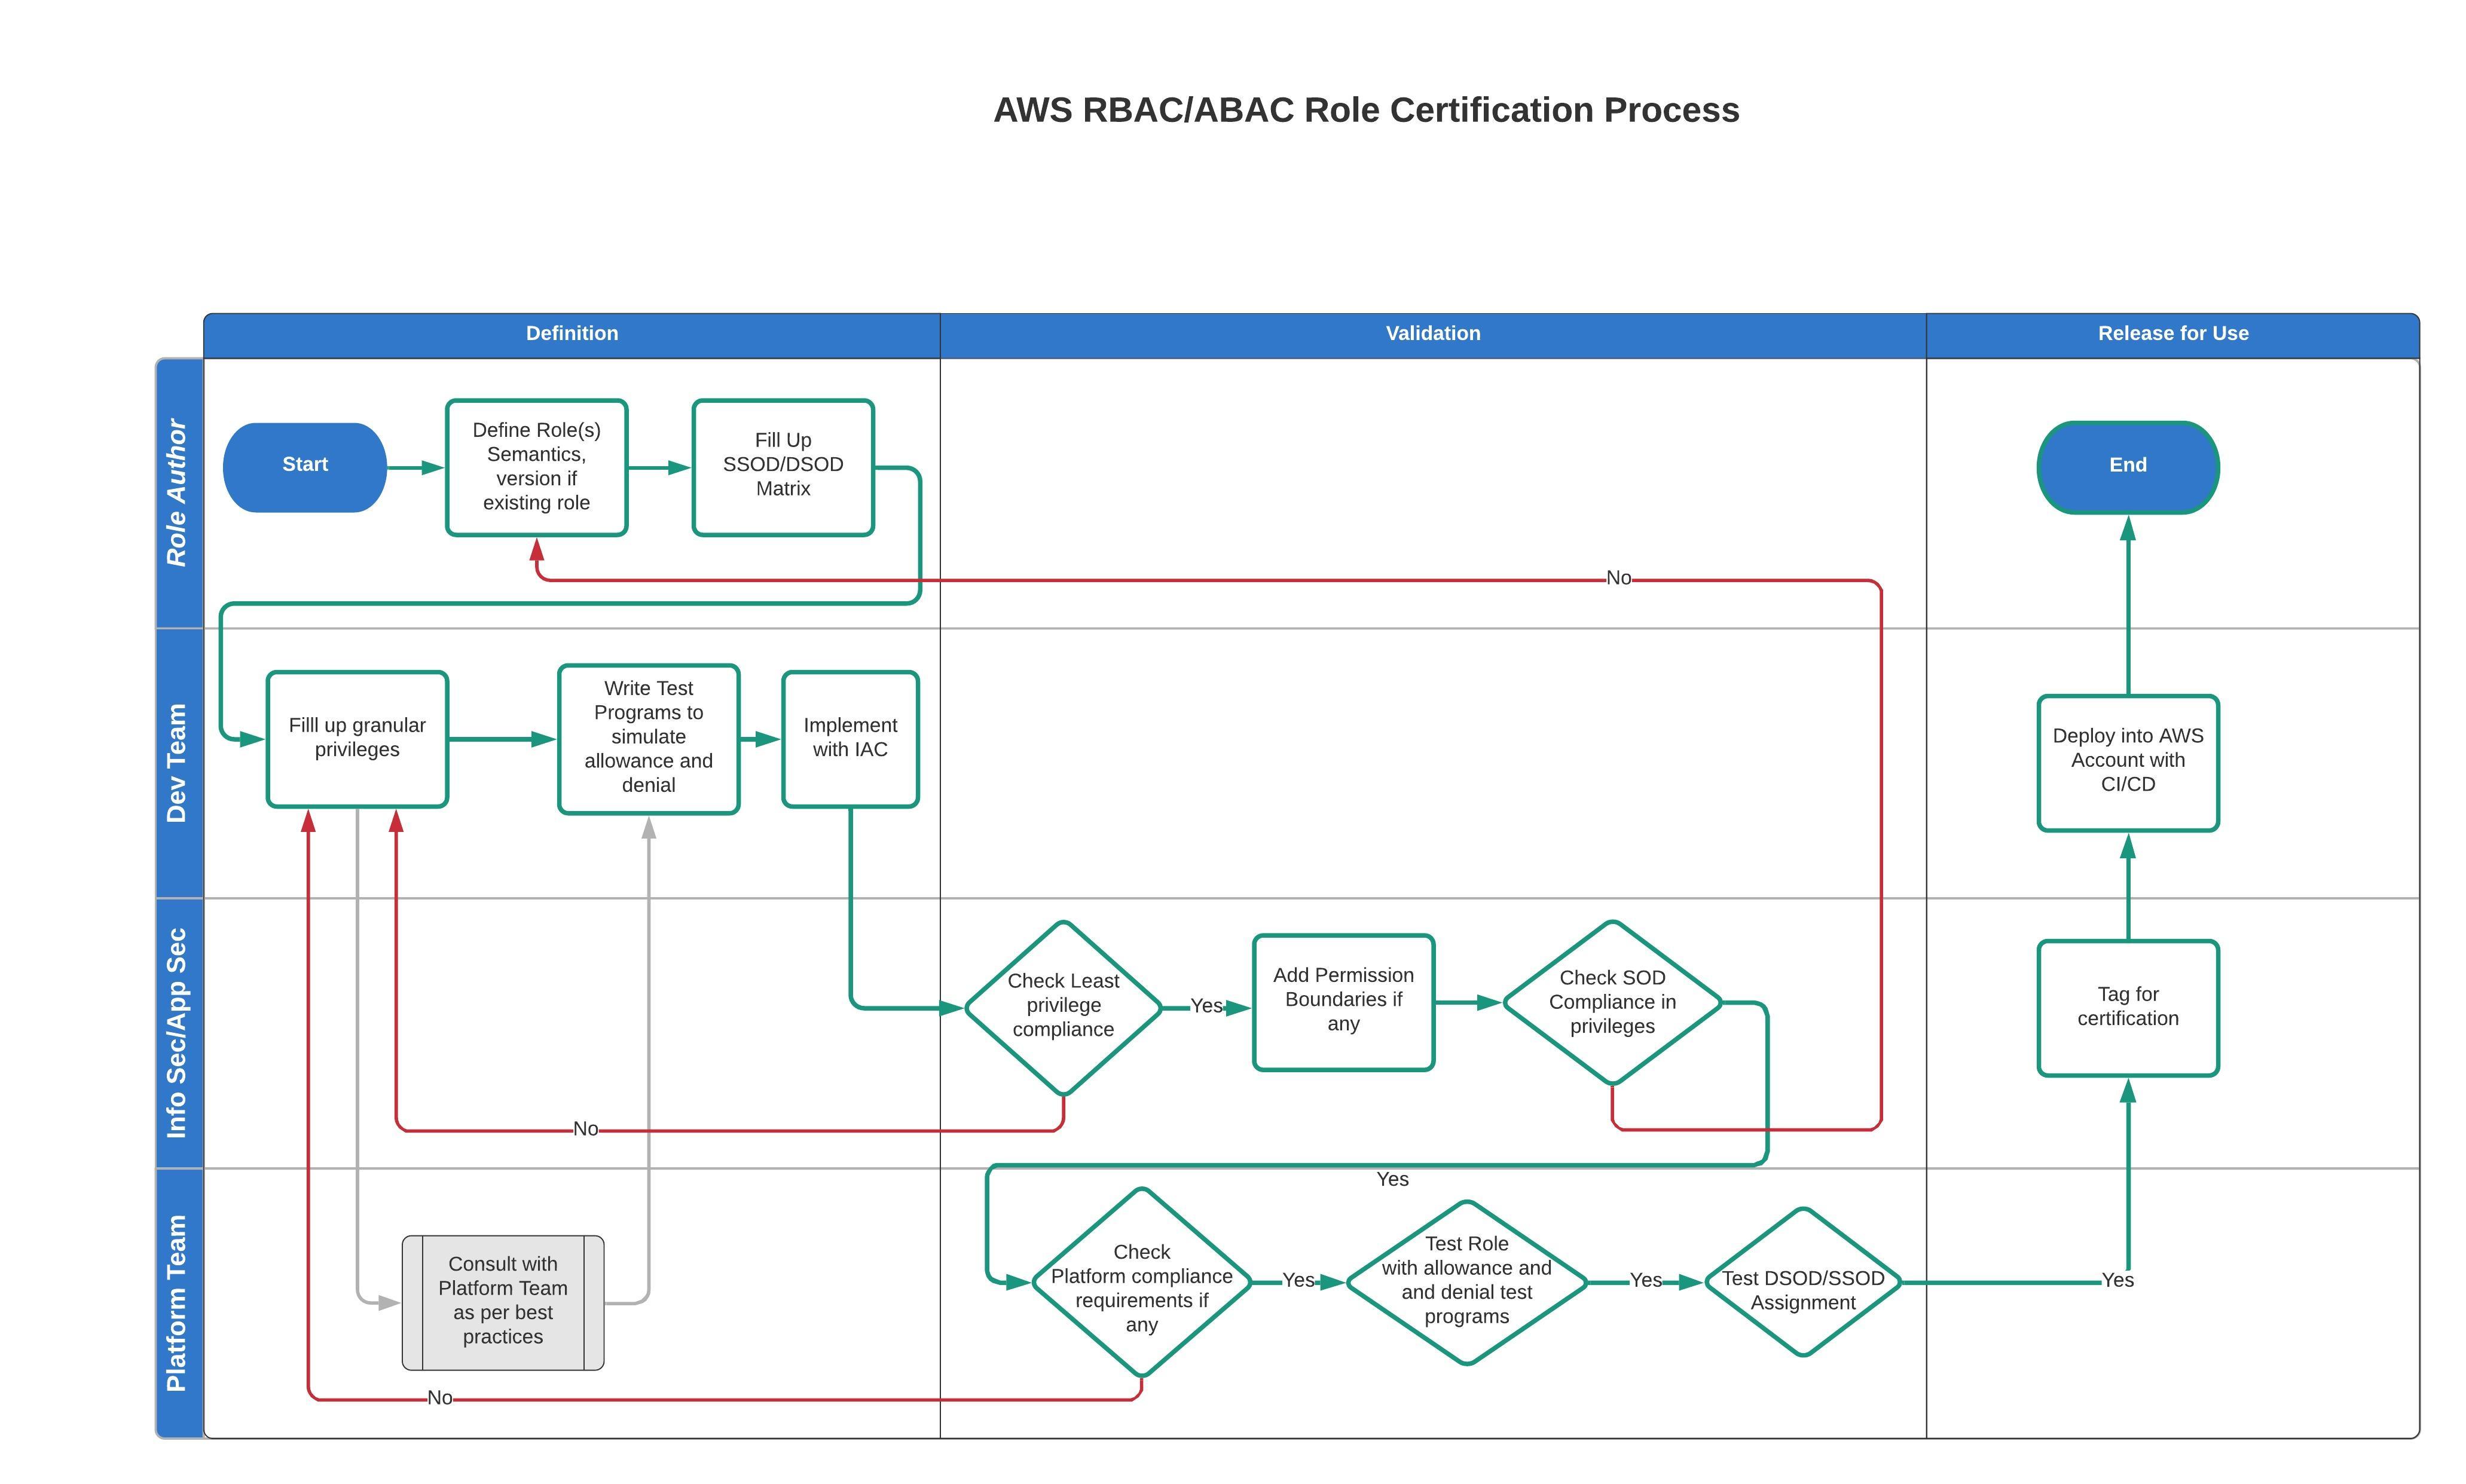 AWS RBAC/ABAC Role Certification Process
Definition
Validation
Release for Use
Role Author
Start
Define Role(s)
Semantics,
version if
existing role
Fill Up
SSOD/DSOD
Matrix
End
No
Dev Team
Filll up granular
privileges
Write Test
Programs to
simulate
allowance and
denial
Implement
with IAC
Deploy into AWS
Account with
CI/CD
Info Sec/App Sec
Check Least
privilege
compliance
Yes
Add Permission
Boundaries if
any
Check SOD
Compliance in
privileges
Tag for
certification
No
Yes
Platform Team
Consult with
Platform Team
as per best
practices
Check
Platform compliance
requirements if
any
Yes
Test Role
with allowance and
and denial test
programs
Yes
Test DSOD/SSOD
Assignment
Yes
No